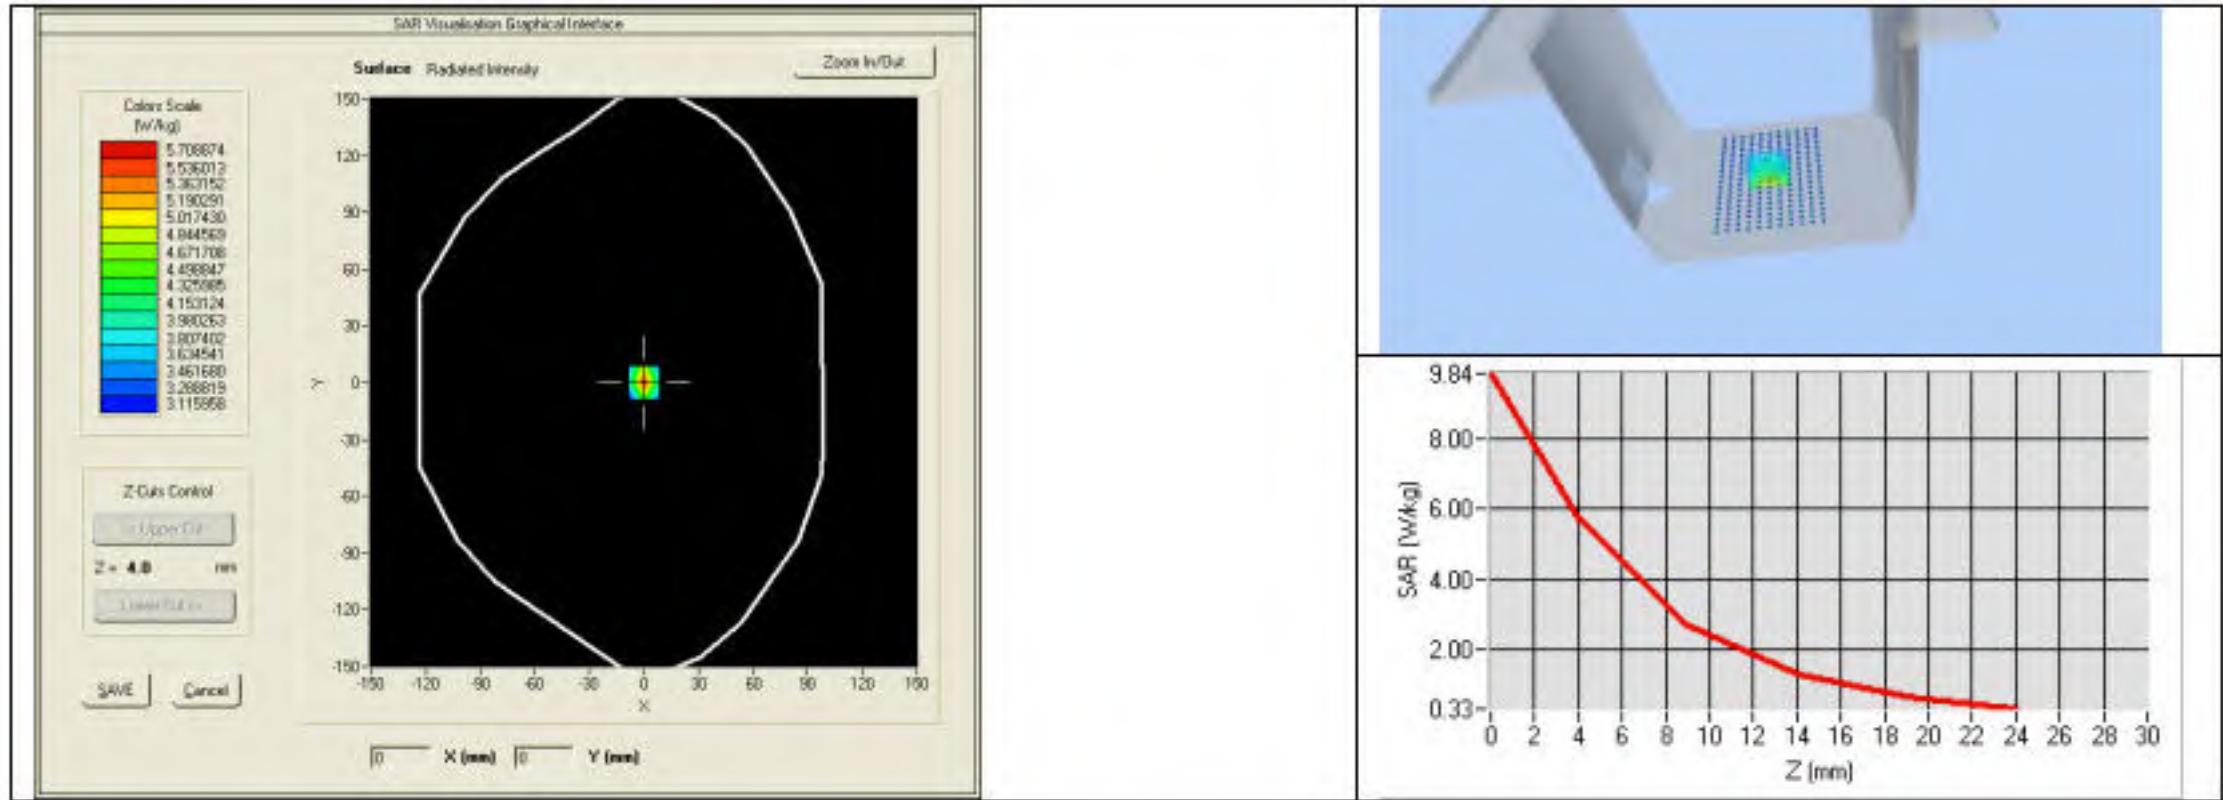 SAR Visualisation Graphical Interface
Surface Radiated Intensity
Zoom In/Out
Colors Scale
(W/kg)
5.708874
5.536013
5.363152
5.190291
5.017430
4.844569
4.671708
4.498847
4.325985
4.153124
3.980263
3.807402
3.634541
3.461680
3.288819
3.115958
Z-Cuts Control
Z = 4.0 mm
SAVE Cancel
150
120
90
60
30
0
-30
-60
-90
-120
-150
Y
-150 -120 -90 -60 -30 0 30 60 90 120 150
X
0 X (mm) 0 Y (mm)
9.84
8.00
6.00
4.00
2.00
0.33
SAR (W/kg)
0 2 4 6 8 10 12 14 16 18 20 22 24 26 28 30
Z (mm)